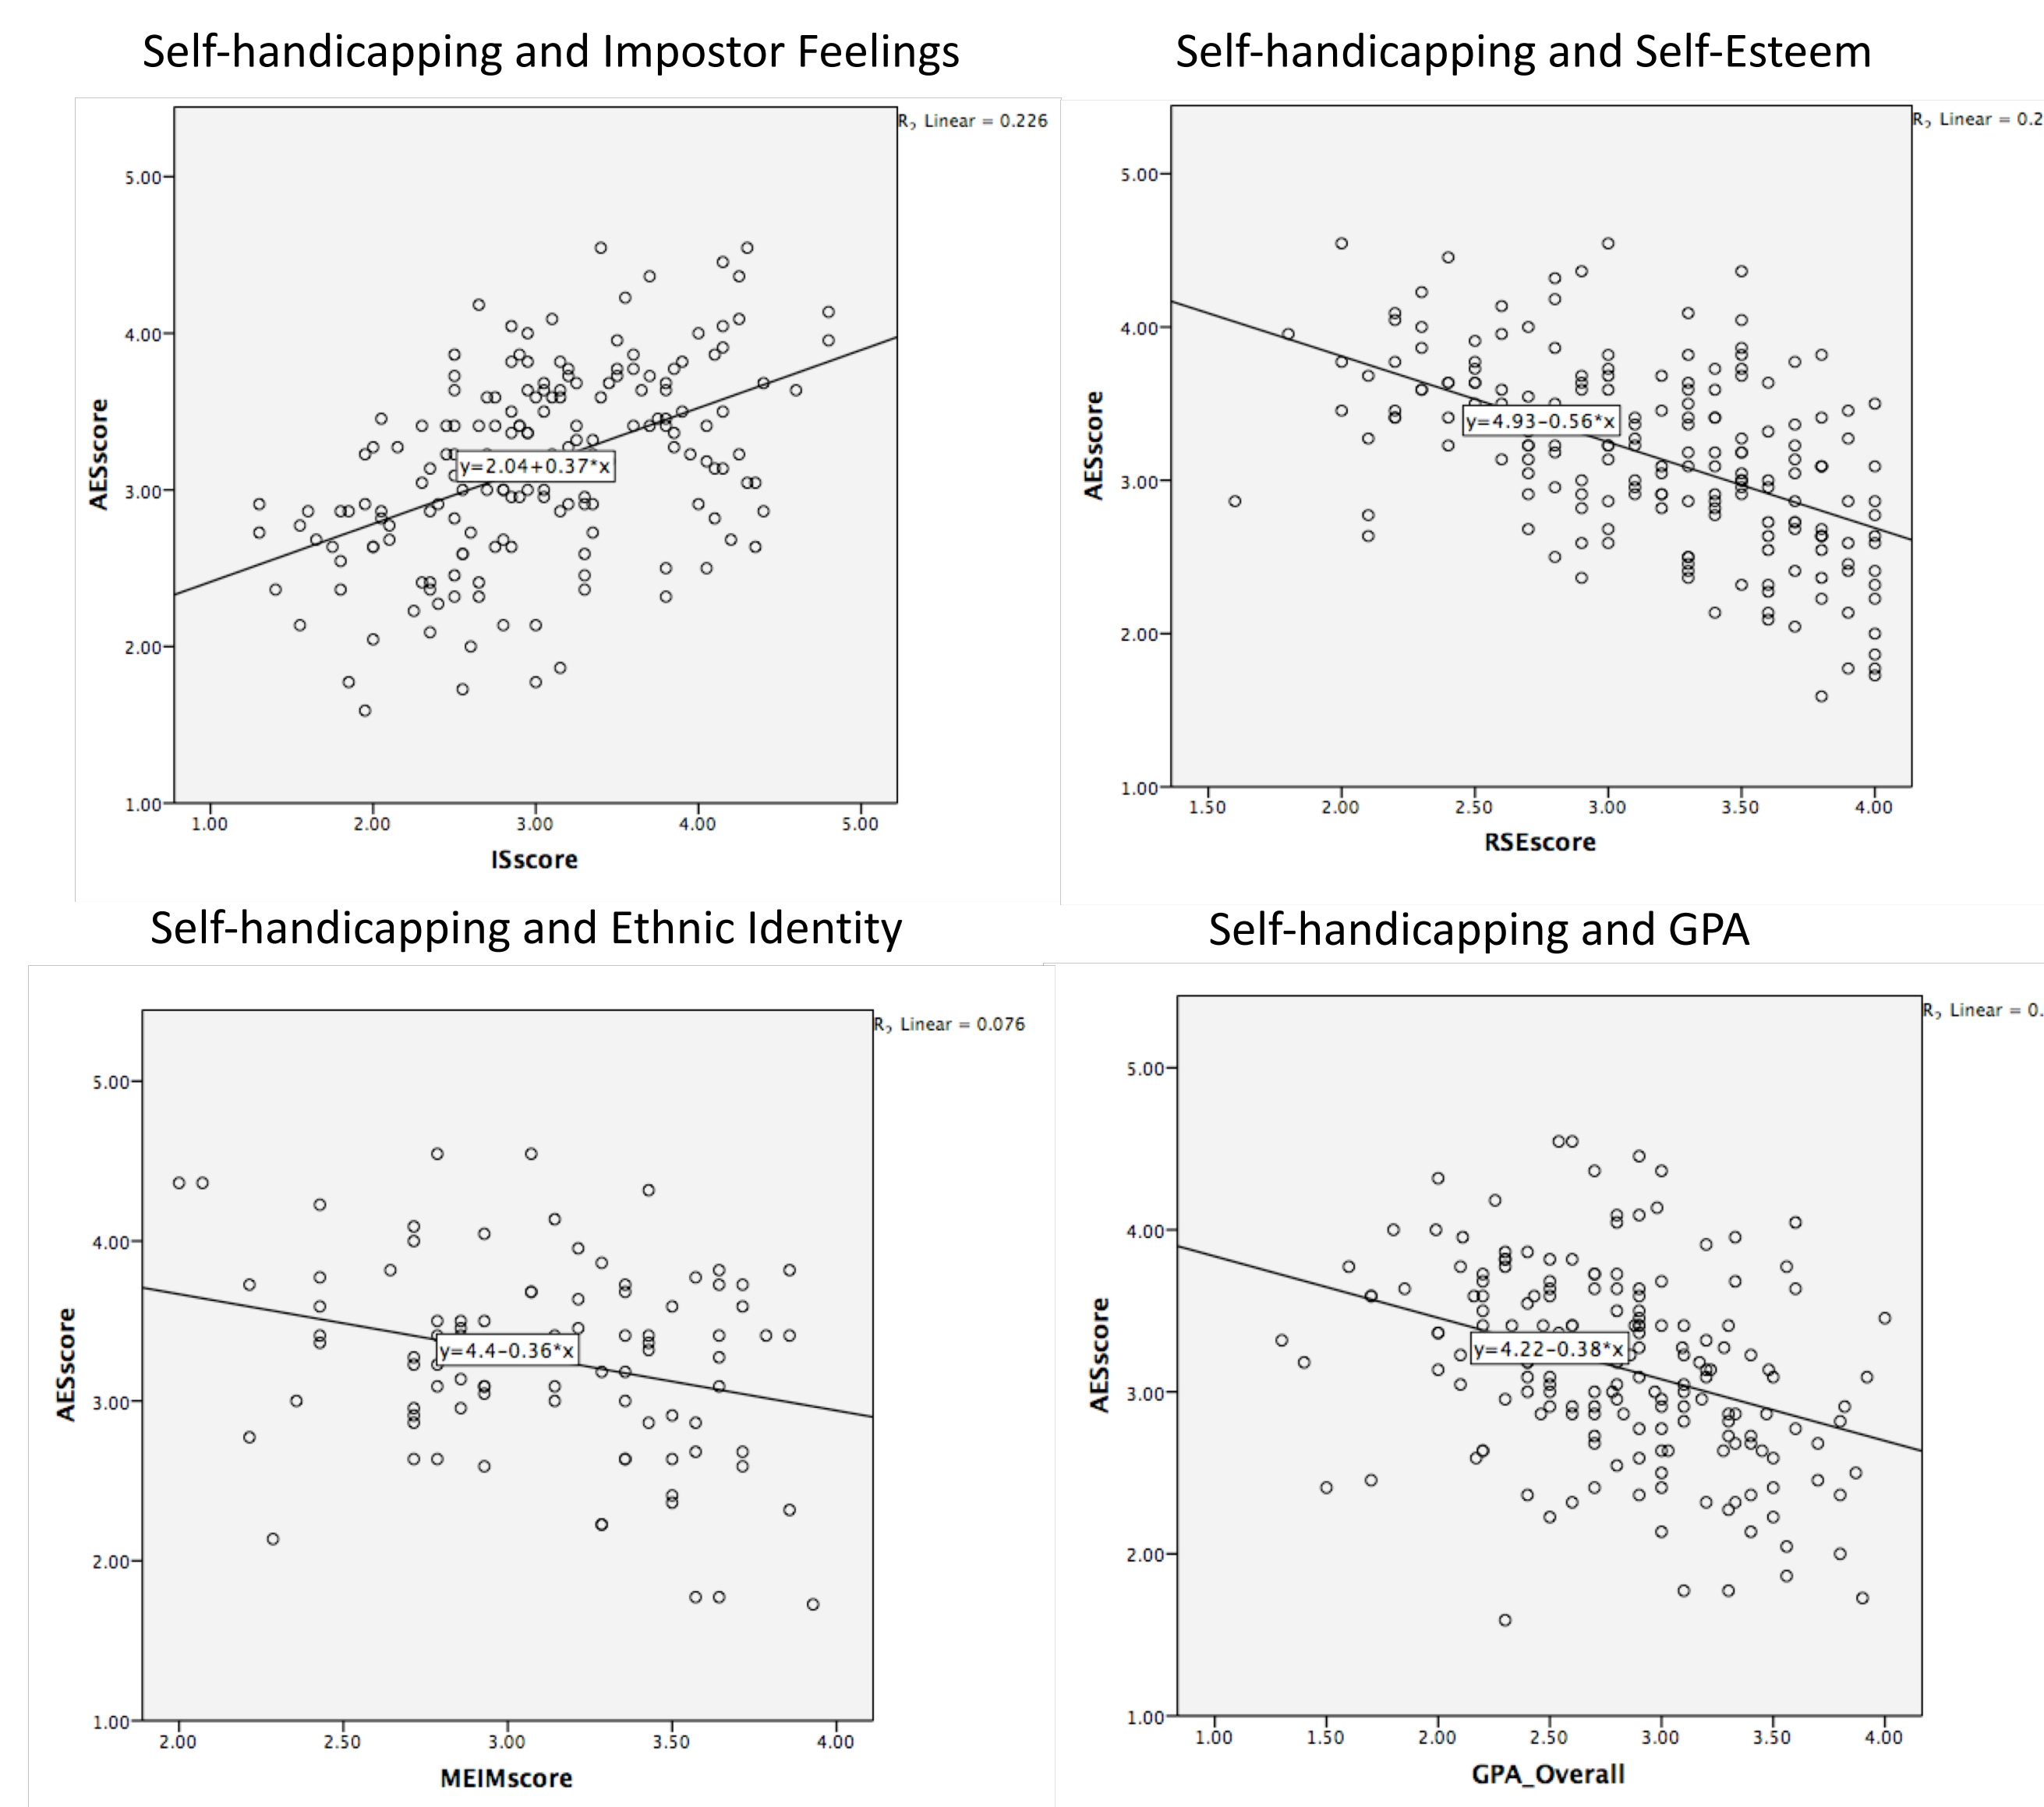 Self-handicapping and Impostor Feelings
R₂ Linear = 0.226
5.00
4.00
3.00
2.00
1.00
AESscore
y=2.04+0.37*x
1.00 2.00 3.00 4.00 5.00
ISscore
Self-handicapping and Self-Esteem
R₂ Linear = 0.2
5.00
4.00
3.00
2.00
1.00
AESscore
y=4.93-0.56*x
1.50 2.00 2.50 3.00 3.50 4.00
RSEscore
Self-handicapping and Ethnic Identity
R₂ Linear = 0.076
5.00
4.00
3.00
2.00
1.00
AESscore
y=4.4-0.36*x
2.00 2.50 3.00 3.50 4.00
MEIMscore
Self-handicapping and GPA
R₂ Linear = 0.
5.00
4.00
3.00
2.00
1.00
AESscore
y=4.22-0.38*x
1.00 1.50 2.00 2.50 3.00 3.50 4.00
GPA_Overall